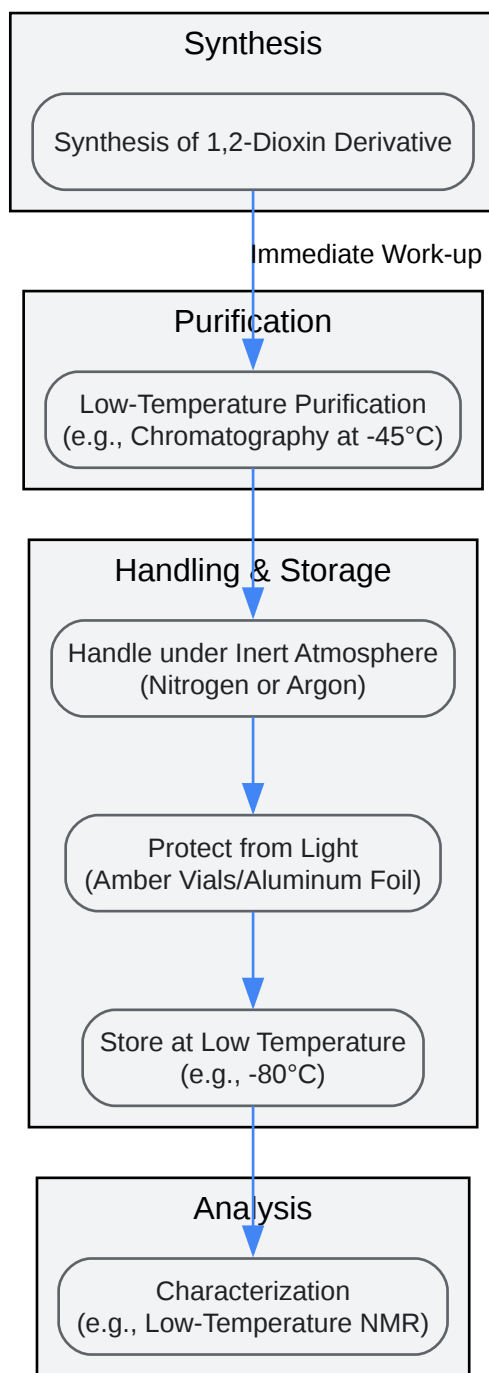 Synthesis
Synthesis of 1,2-Dioxin Derivative
Immediate Work-up
Purification
Low-Temperature Purification
(e.g., Chromatography at -45°C)
Handling & Storage
Handle under Inert Atmosphere
(Nitrogen or Argon)
Protect from Light
(Amber Vials/Aluminum Foil)
Store at Low Temperature
(e.g., -80°C)
Analysis
Characterization
(e.g., Low-Temperature NMR)